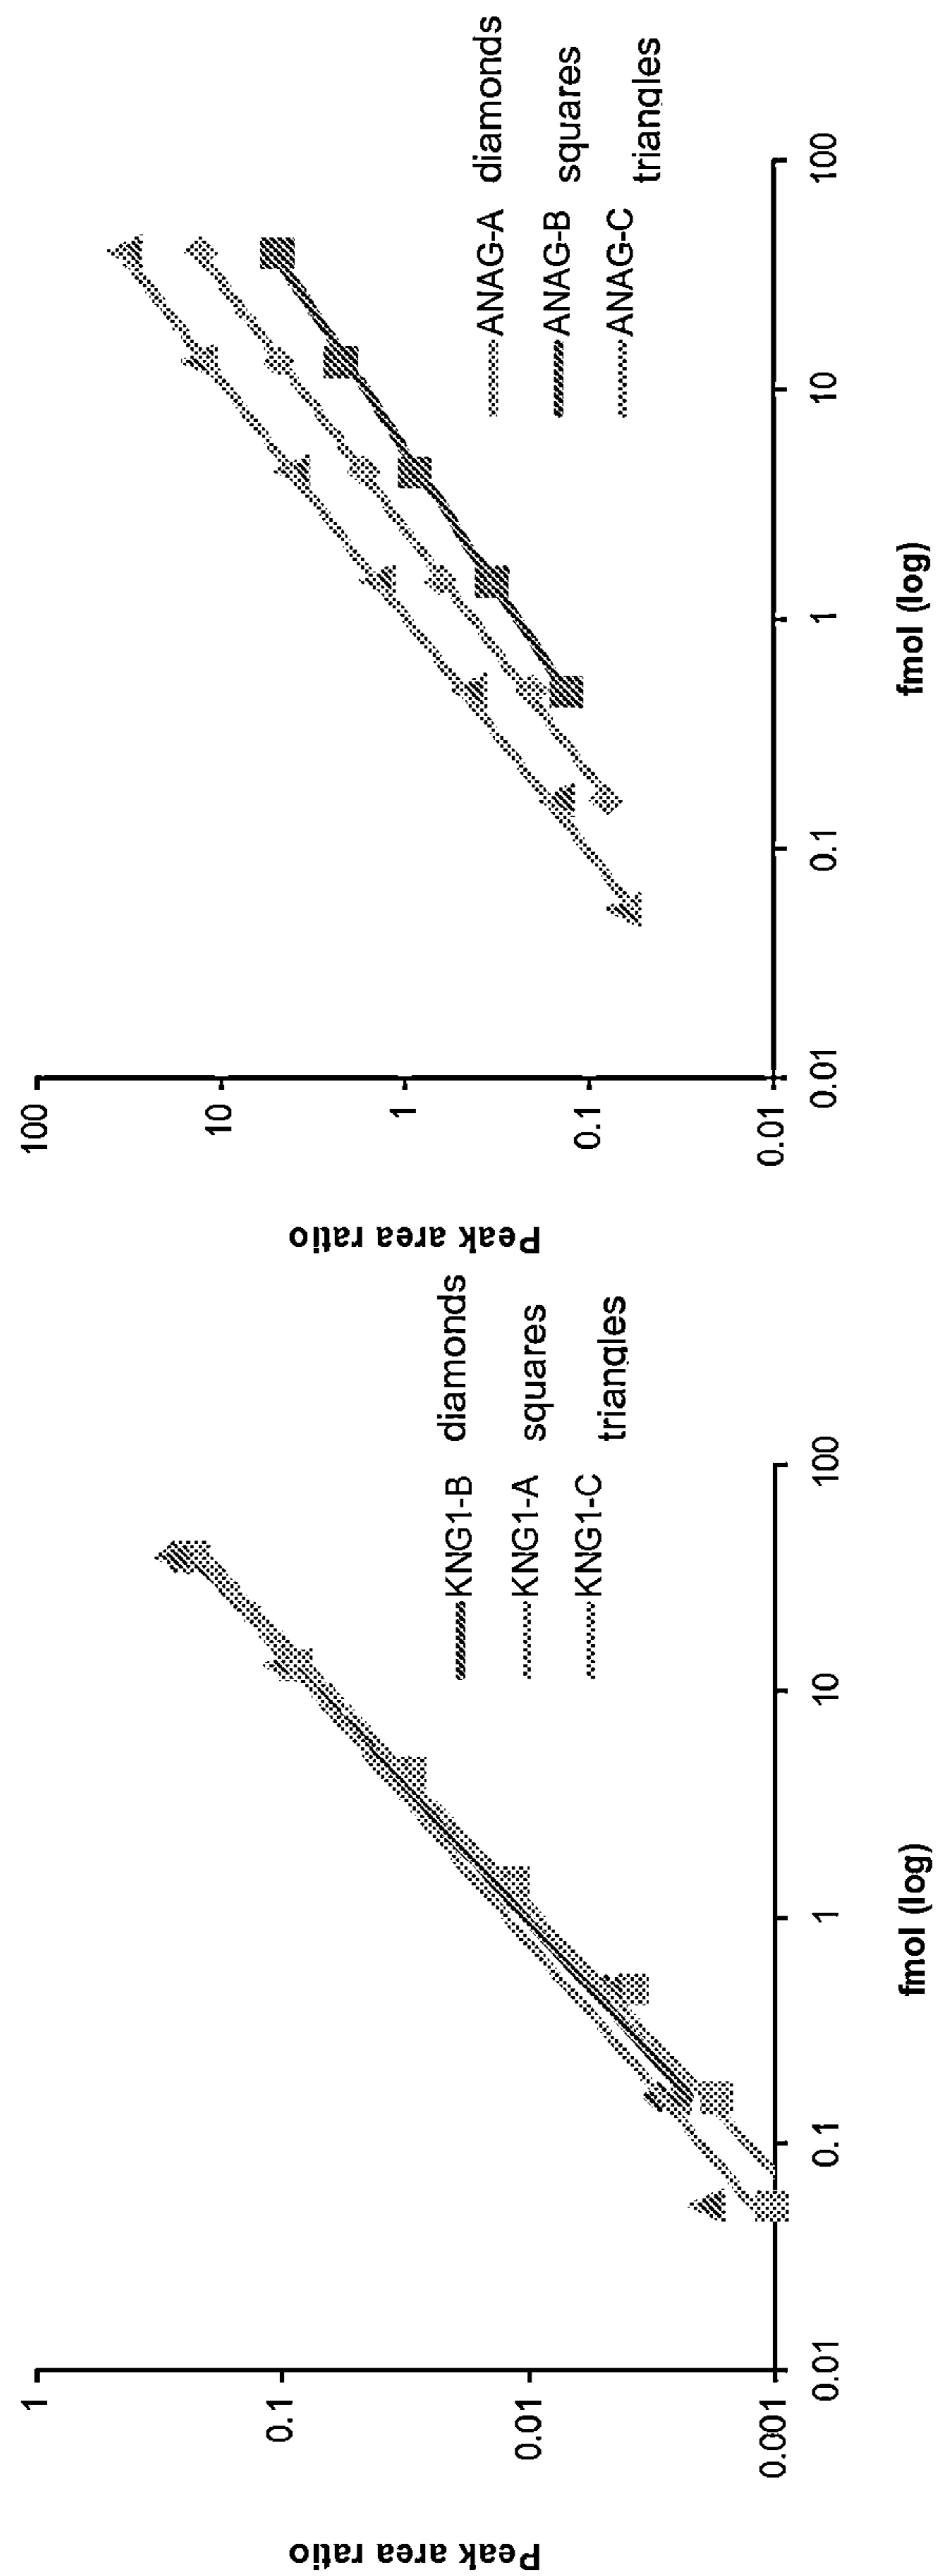 Peak area ratio
1
0.1
0.01
0.001
KNG1-B diamonds
KNG1-A squares
KNG1-C triangles
0.01 0.1 1 10 100
fmol (log)
Peak area ratio
100
10
1
0.1
0.01
ANAG-A diamonds
ANAG-B squares
ANAG-C triangles
0.01 0.1 1 10 100
fmol (log)